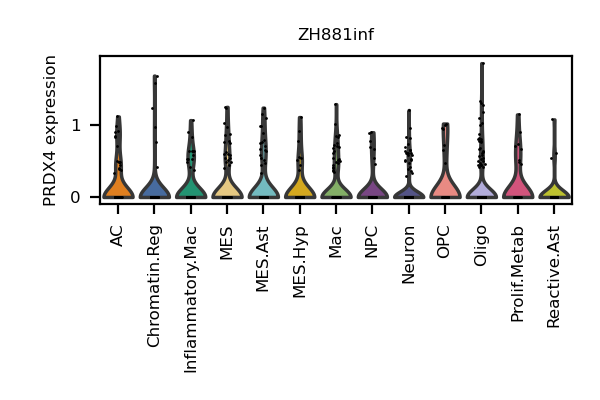 ZH881inf
PRDX4 expression
1
0
AC
Chromatin.Reg
Inflammatory.Mac
MES
MES.Ast
MES.Hyp
Mac
NPC
Neuron
OPC
Oligo
Prolif.Metab
Reactive.Ast